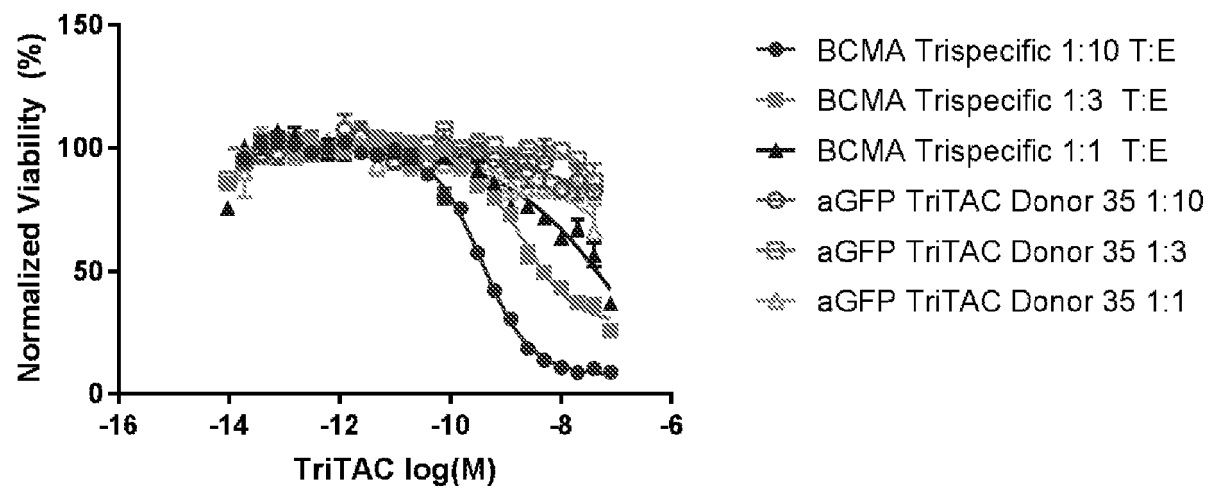 150
100
50
0
Normalized Viability (%)
-16
-14
-12
-10
-8
-6
TriTAC log(M)
BCMA Trispecific 1:10 T:E
BCMA Trispecific 1:3 T:E
BCMA Trispecific 1:1 T:E
aGFP TriTAC Donor 35 1:10
aGFP TriTAC Donor 35 1:3
aGFP TriTAC Donor 35 1:1